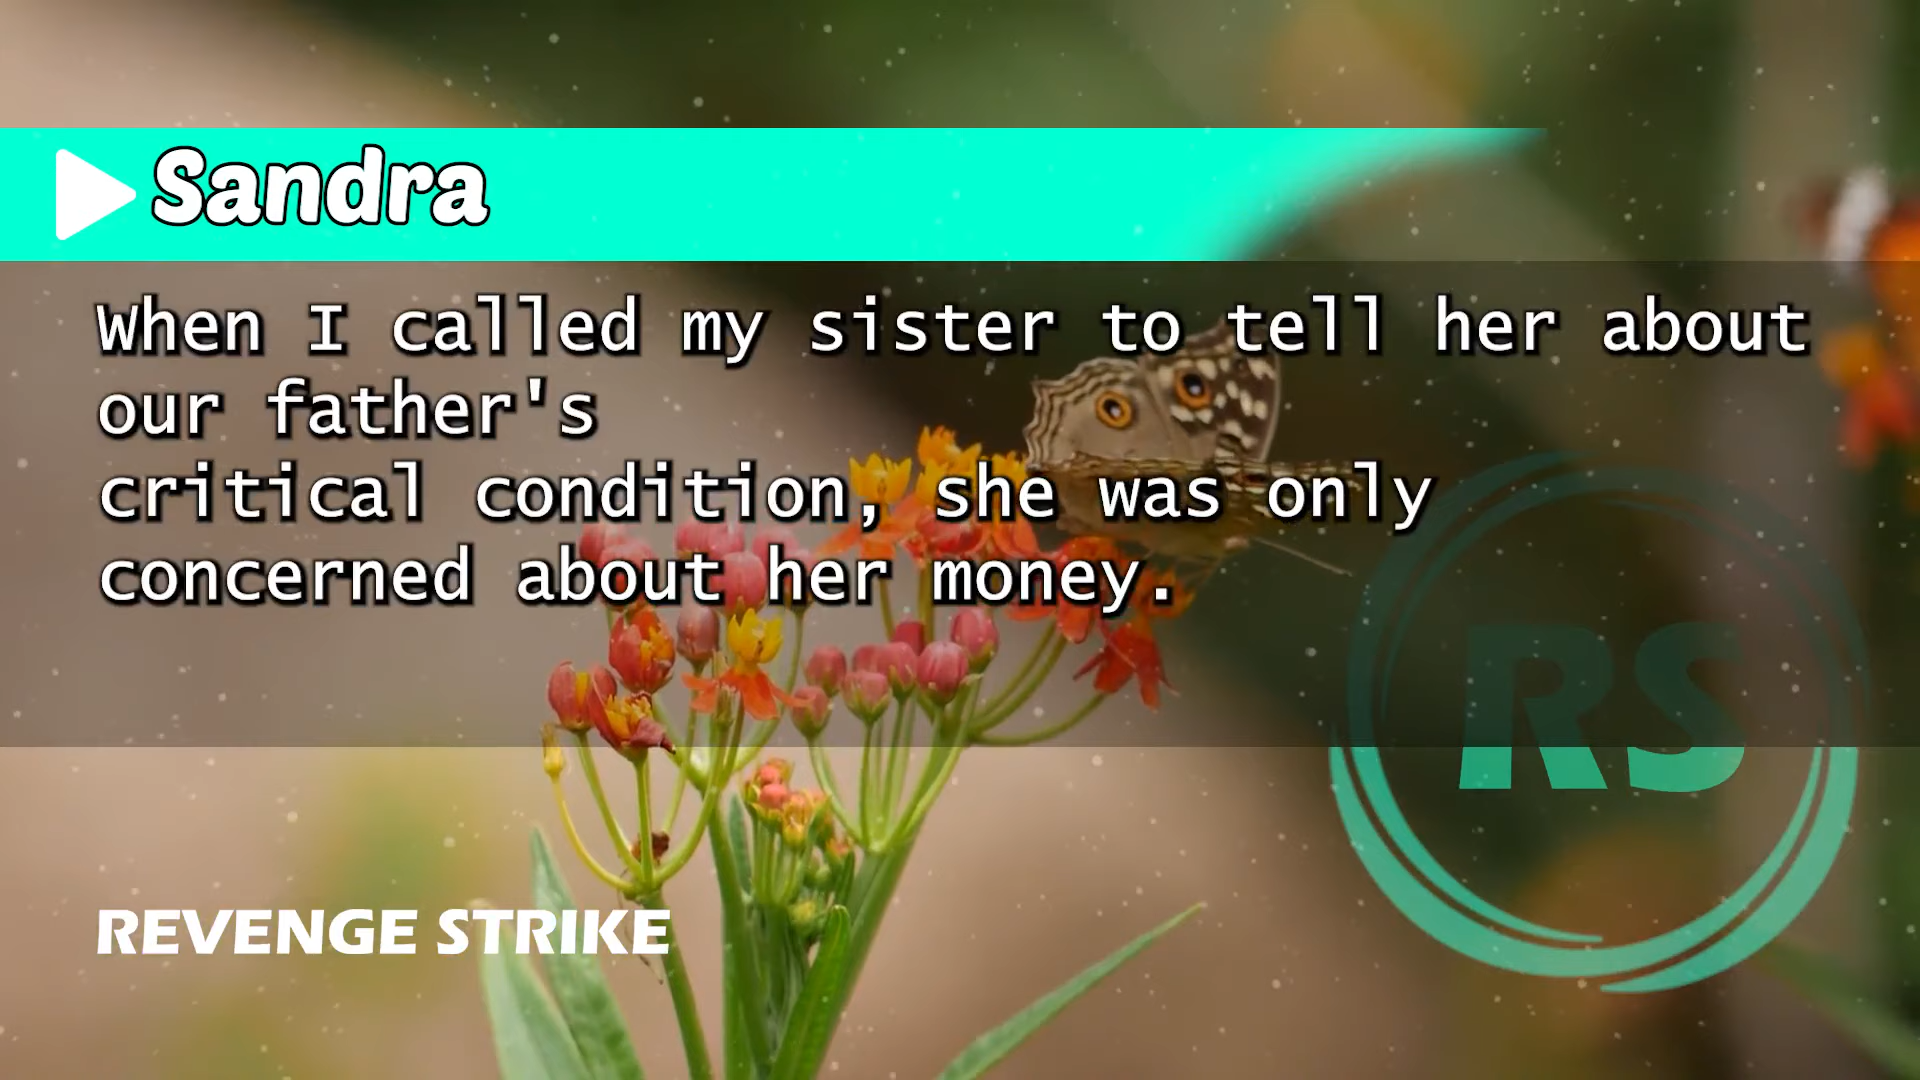 Sandra
When I called my sister to tell her about
our father's
critical condition, she was only
concerned about her money.
RS
REVENGE STRIKE